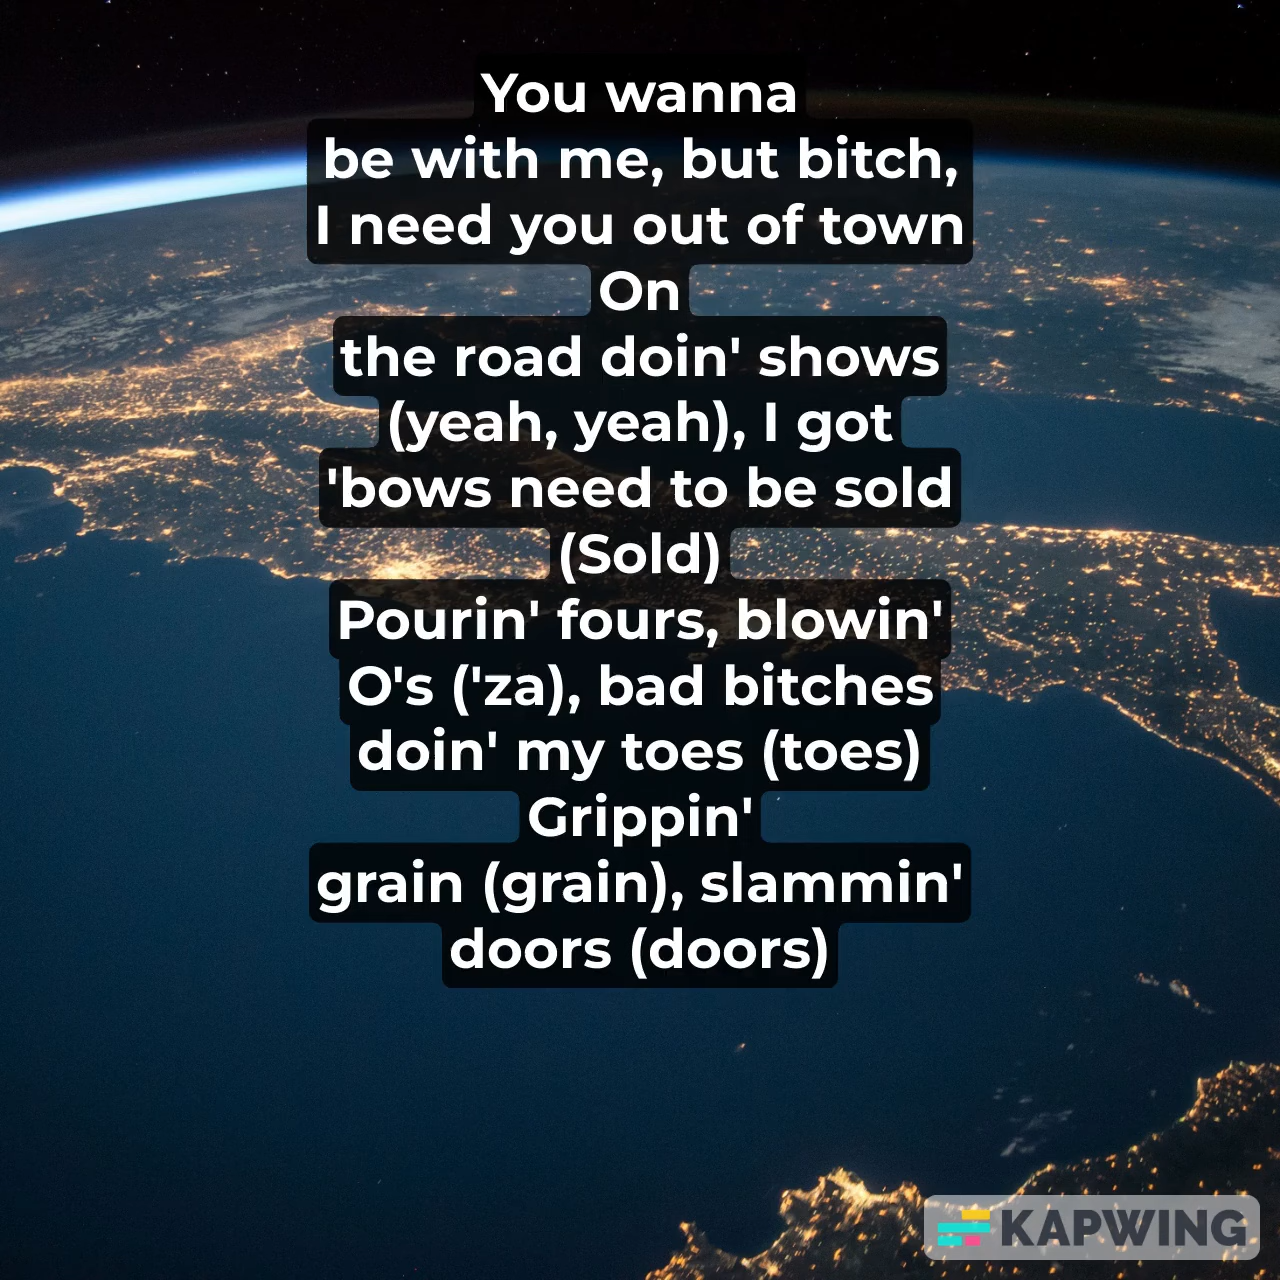 You wanna
be with me, but bitch,
I need you out of town
On
the road doin' shows
(yeah, yeah), I got
'bows need to be sold
(Sold)
Pourin' fours, blowin'
O's ('za), bad bitches
doin' my toes (toes)
Grippin'
grain (grain), slammin'
doors (doors)
KAPWING